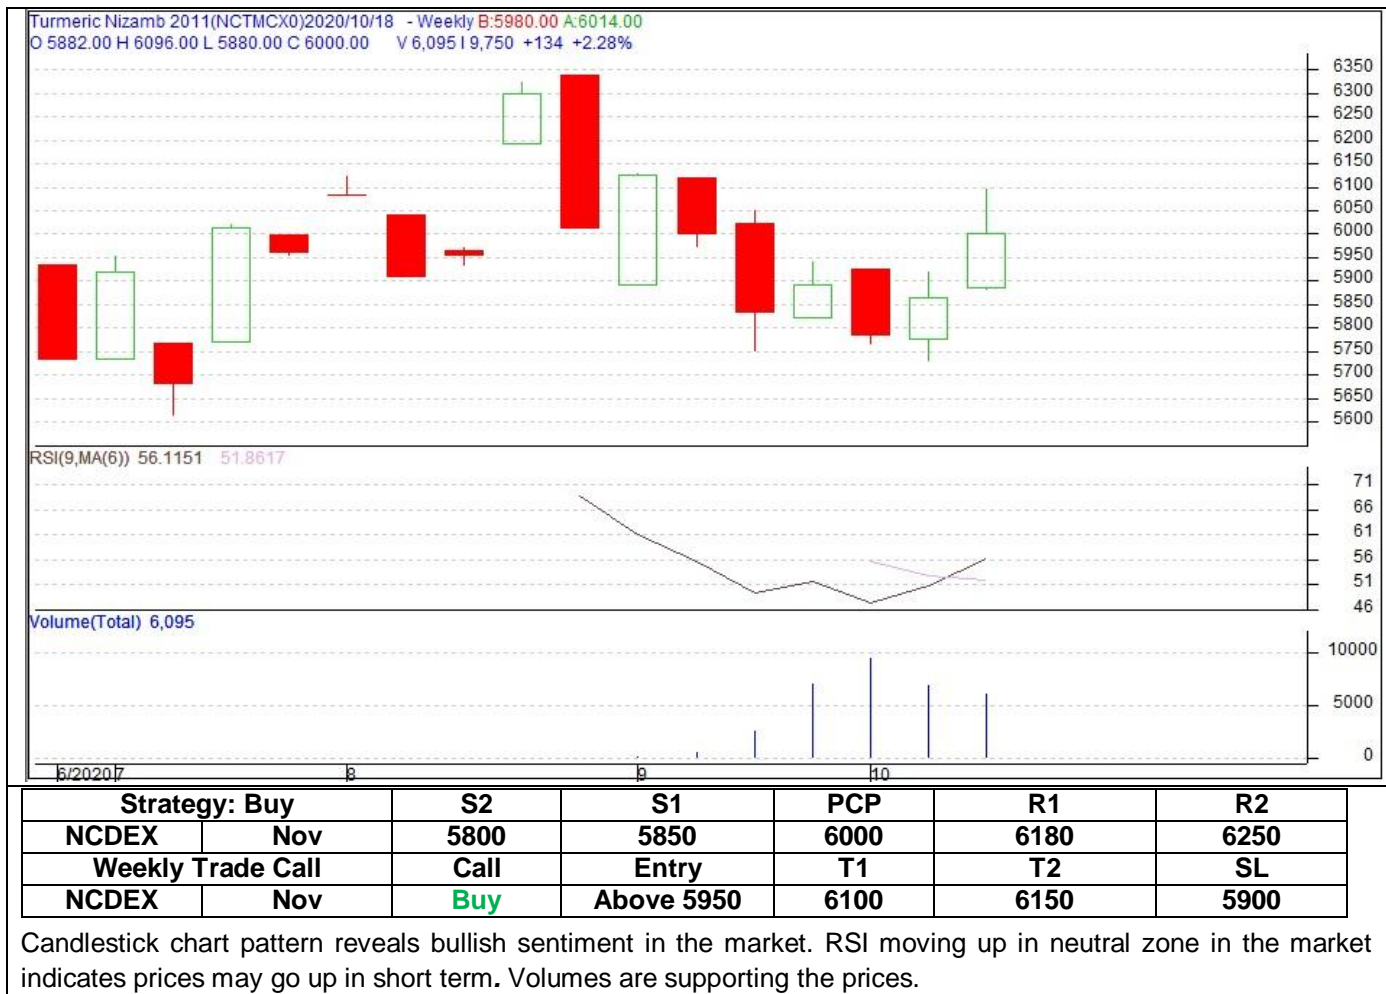 Turmeric Nizamb 2011(NCTMCX0)2020/10/18 - Weekly B:5980.00 A:6014.00
O 5882.00 H 6096.00 L 5880.00 C 6000.00 V 6,095 I 9,750 +134 +2.28%
6350
6300
6250
6200
6150
6100
6050
6000
5950
5900
5850
5800
5750
5700
5650
5600
RSI(9,MA(6)) 56.1151 51.8617
71
66
61
56
51
46
Volume(Total) 6,095
10000
5000
0
6/2020 7 8 9 10
Strategy: Buy S2 S1 PCP R1 R2
NCDEX Nov 5800 5850 6000 6180 6250
Weekly Trade Call Call Entry T1 T2 SL
NCDEX Nov Buy Above 5950 6100 6150 5900
Candlestick chart pattern reveals bullish sentiment in the market. RSI moving up in neutral zone in the market
indicates prices may go up in short term. Volumes are supporting the prices.